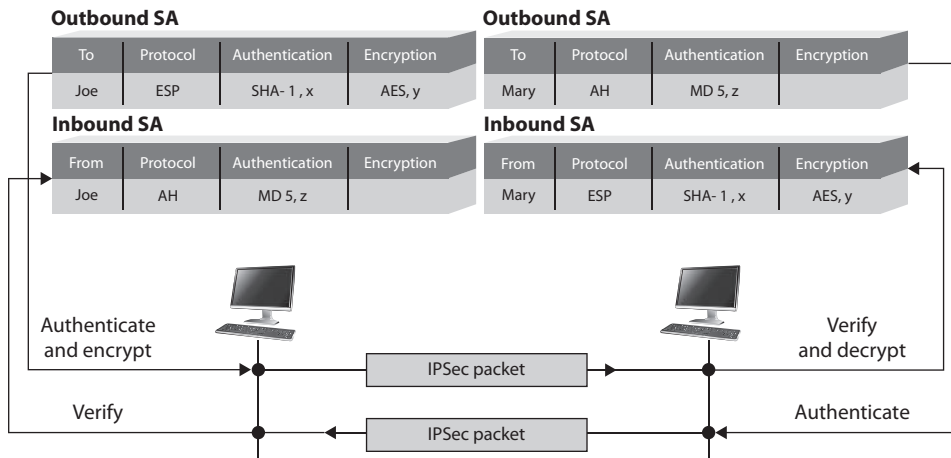 Outbound SA
To Protocol Authentication Encryption
Joe ESP SHA- 1 , x AES, y
Inbound SA
From Protocol Authentication Encryption
Joe AH MD 5, z
Outbound SA
To Protocol Authentication Encryption
Mary AH MD 5, z
Inbound SA
From Protocol Authentication Encryption
Mary ESP SHA- 1 , x AES, y
Authenticate
and encrypt
IPSec packet
Verify
and decrypt
Verify
IPSec packet
Authenticate